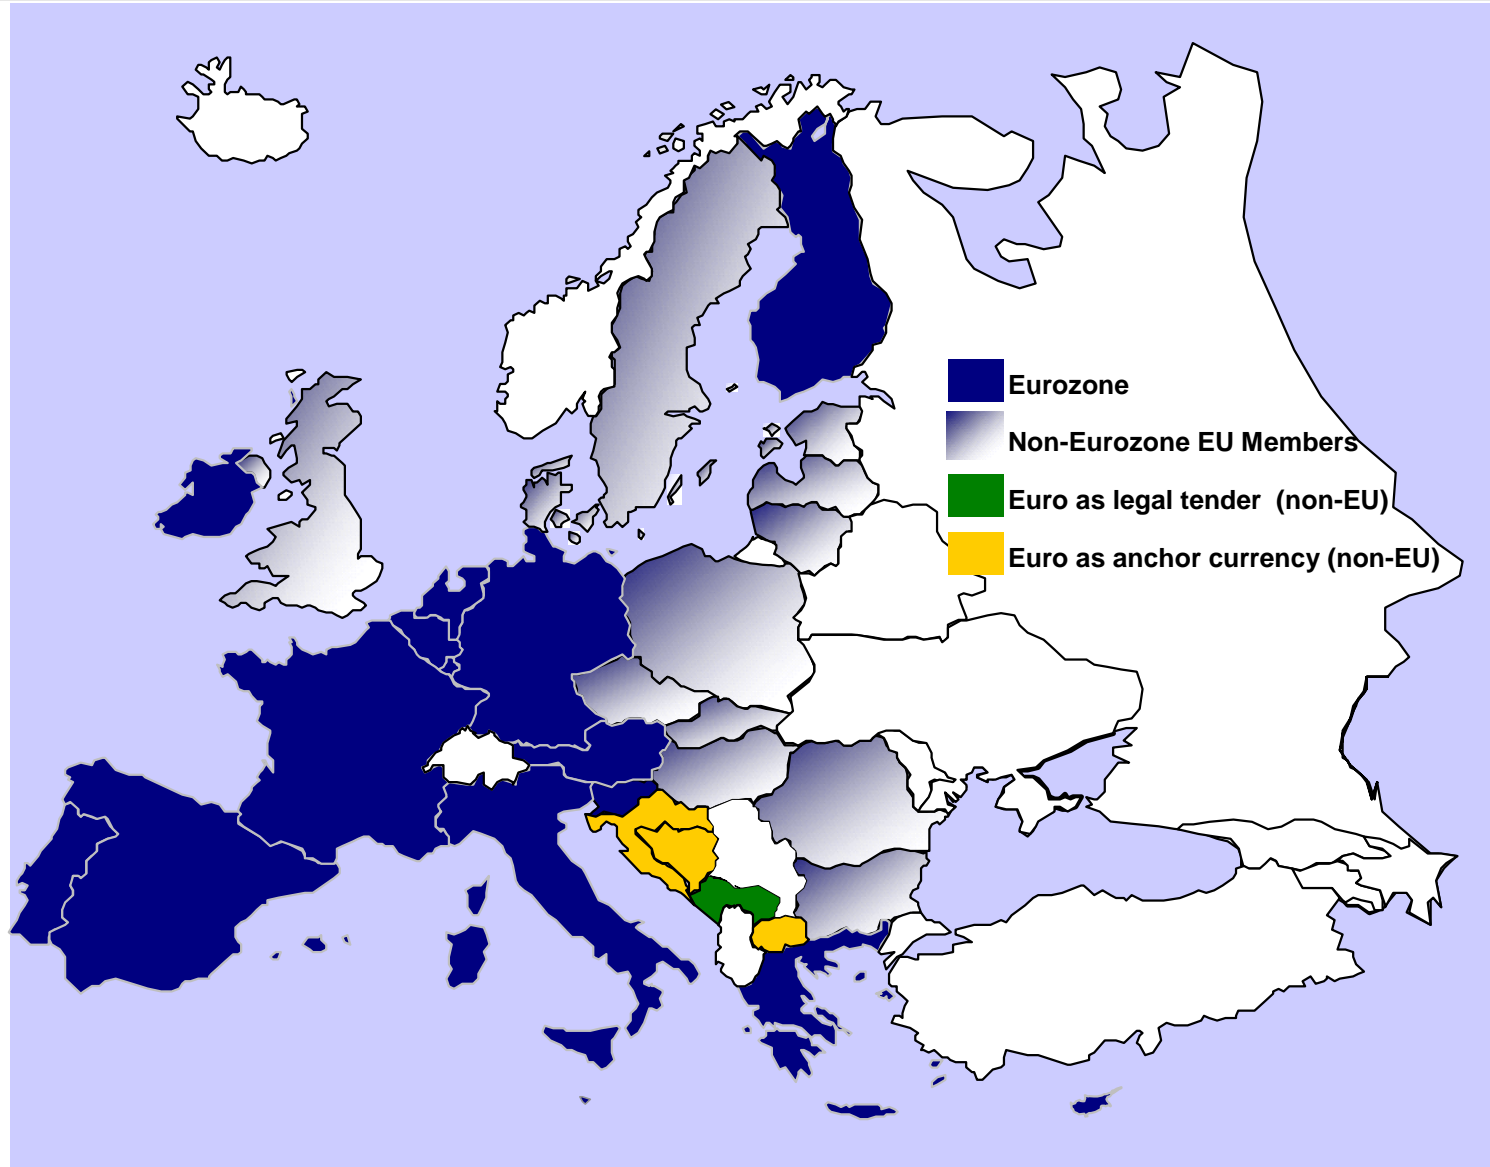 Eurozone
Non-Eurozone EU Members
Euro as legal tender (non-EU)
Euro as anchor currency (non-EU)